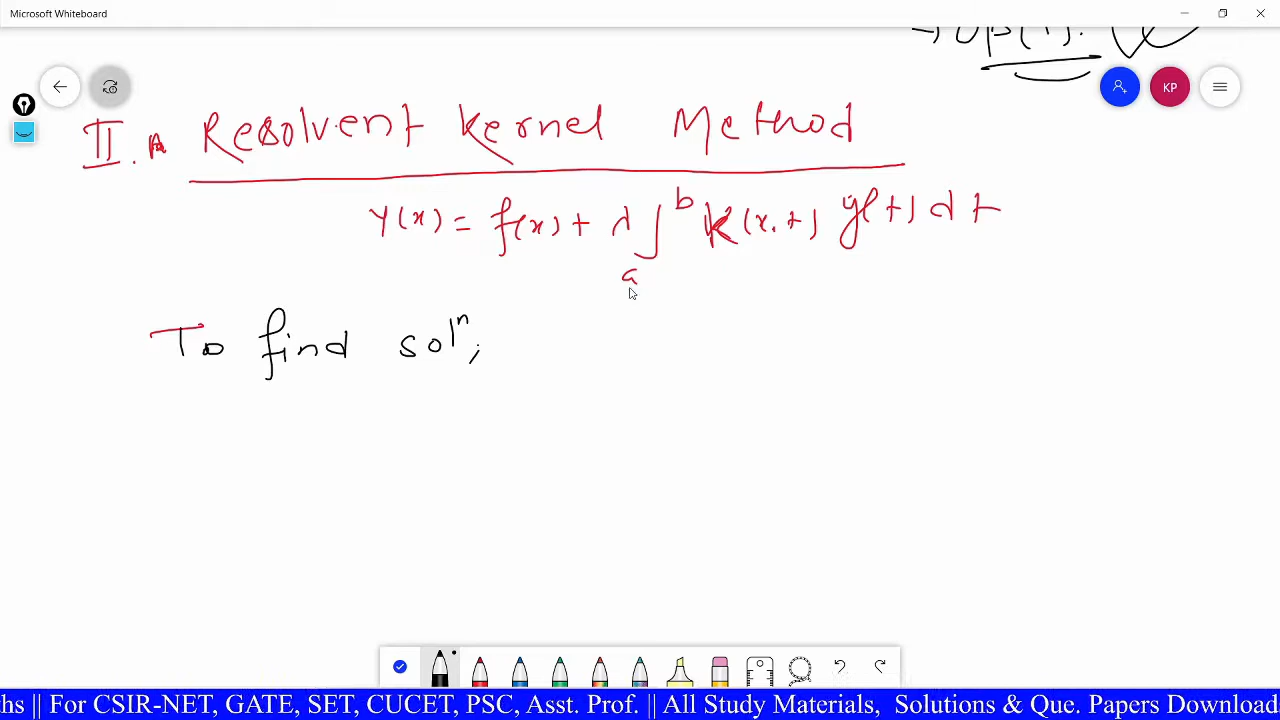 Microsoft Whiteboard
KP
II. Resolvent Kernel Method
y(x) = f(x) + λ ∫_a^b K(x,t) y(t) dt
To find solⁿ,
ths || For CSIR-NET, GATE, SET, CUCET, PSC, Asst. Prof. || All Study Materials, Solutions & Que. Papers Download